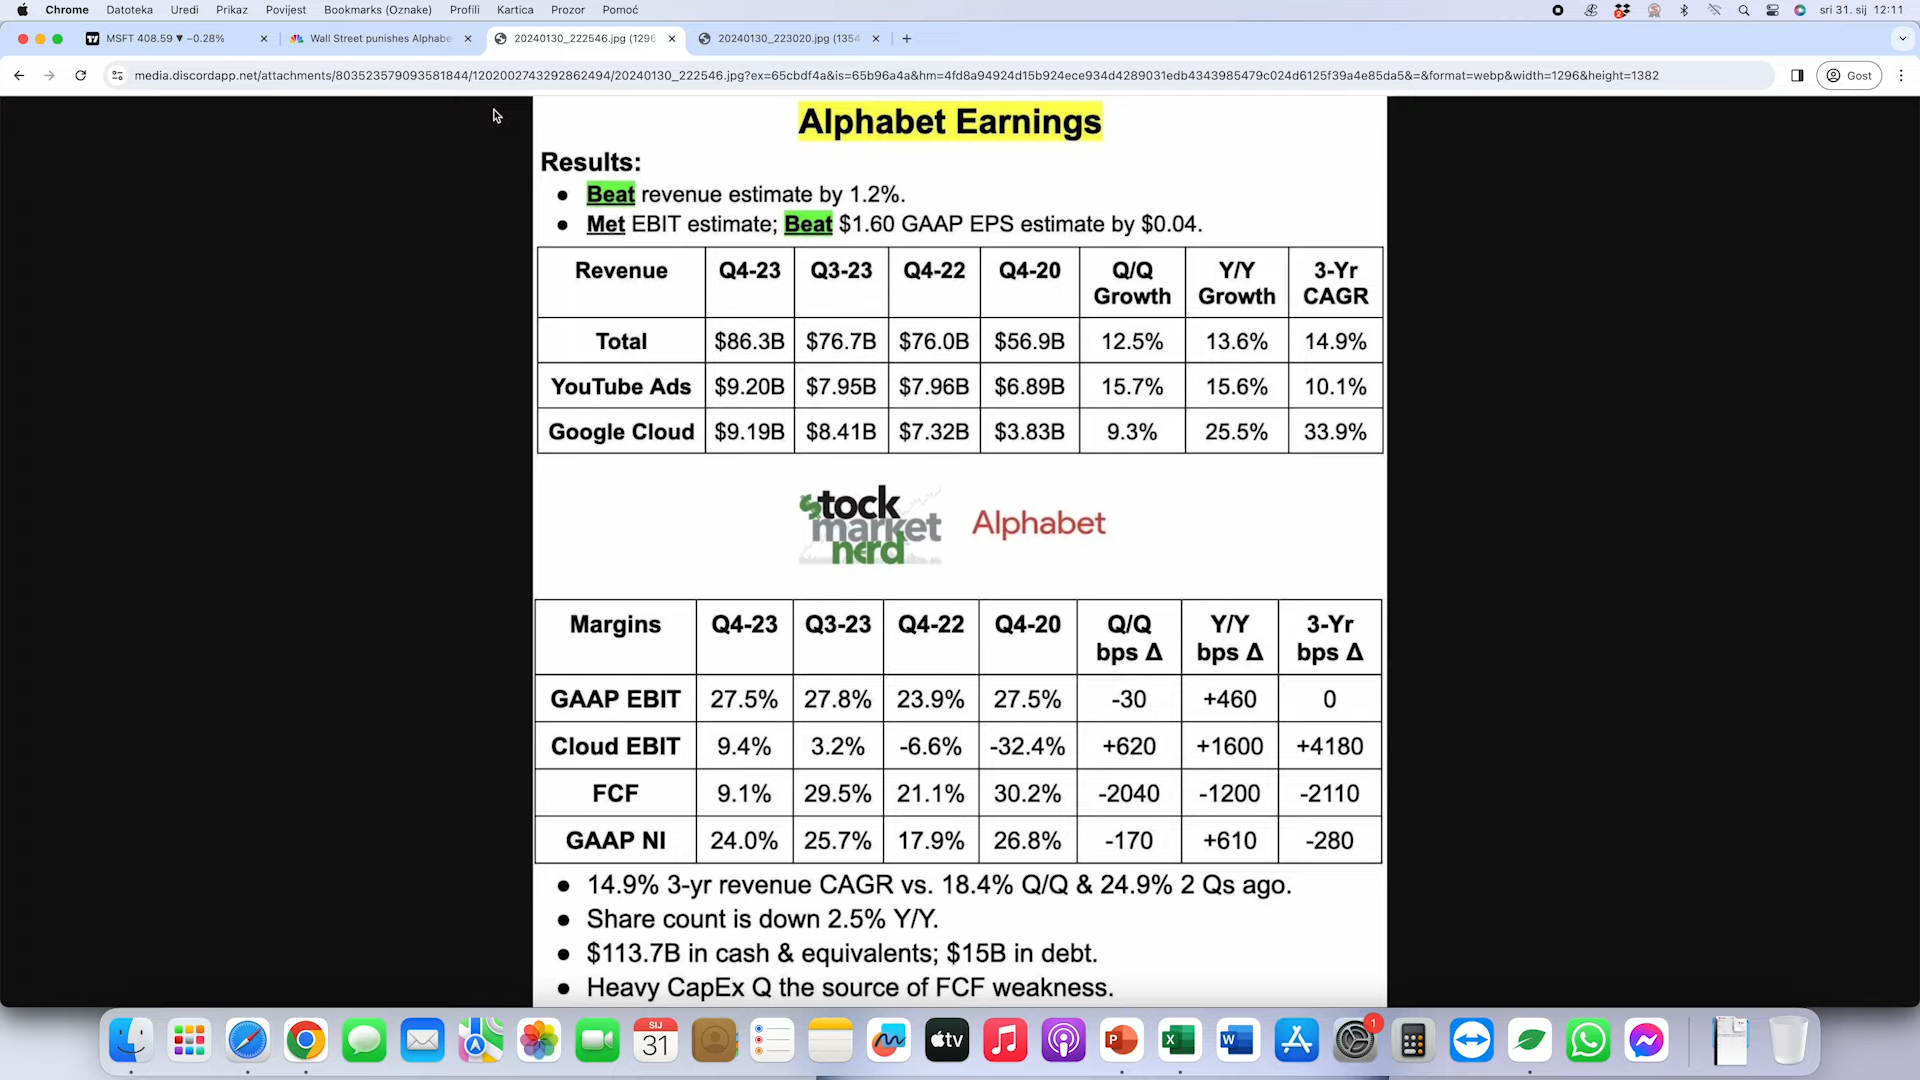 Chrome Datoteka Uredi Prikaz Povijest Bookmarks (Oznake) Profili Kartica Prozor Pomoć sri 31. sij 12:11
MSFT 408.59 ▼ −0.28% Wall Street punishes Alphabe 20240130_222546.jpg (1296 20240130_223020.jpg (1354
media.discordapp.net/attachments/803523579093581844/1202002743292862494/20240130_222546.jpg?ex=65cbdf4a&is=65b96a4a&hm=4fd8a94924d15b924ece934d4289031edb4343985479c024d6125f39a4e85da5&=&format=webp&width=1296&height=1382 Gost
Alphabet Earnings
Results:
● Beat revenue estimate by 1.2%.
● Met EBIT estimate; Beat $1.60 GAAP EPS estimate by $0.04.
Revenue Q4-23 Q3-23 Q4-22 Q4-20 Q/Q Growth Y/Y Growth 3-Yr CAGR
Total $86.3B $76.7B $76.0B $56.9B 12.5% 13.6% 14.9%
YouTube Ads $9.20B $7.95B $7.96B $6.89B 15.7% 15.6% 10.1%
Google Cloud $9.19B $8.41B $7.32B $3.83B 9.3% 25.5% 33.9%
$tock
market
nerd
Alphabet
Margins Q4-23 Q3-23 Q4-22 Q4-20 Q/Q bps Δ Y/Y bps Δ 3-Yr bps Δ
GAAP EBIT 27.5% 27.8% 23.9% 27.5% -30 +460 0
Cloud EBIT 9.4% 3.2% -6.6% -32.4% +620 +1600 +4180
FCF 9.1% 29.5% 21.1% 30.2% -2040 -1200 -2110
GAAP NI 24.0% 25.7% 17.9% 26.8% -170 +610 -280
● 14.9% 3-yr revenue CAGR vs. 18.4% Q/Q & 24.9% 2 Qs ago.
● Share count is down 2.5% Y/Y.
● $113.7B in cash & equivalents; $15B in debt.
● Heavy CapEx Q the source of FCF weakness.
SIJ
31
tv
P
X
W
1